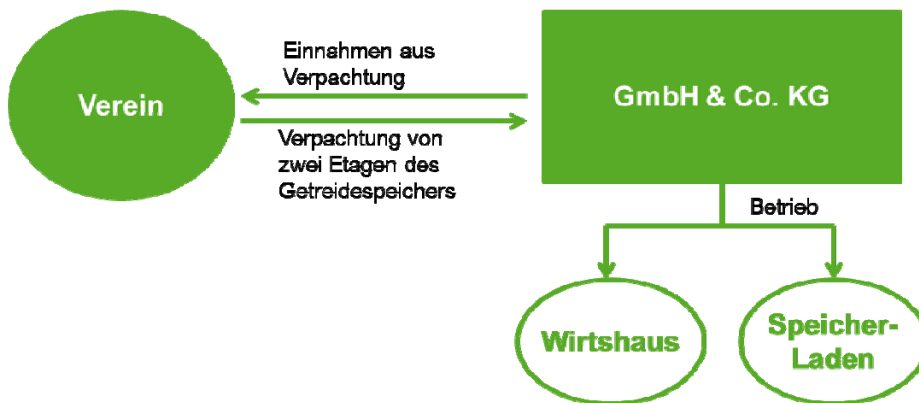 Verein
Einnahmen aus
Verpachtung
Verpachtung von
zwei Etagen des
Getreidespeichers
GmbH & Co. KG
Betrieb
Wirtshaus
Speicher-
Laden